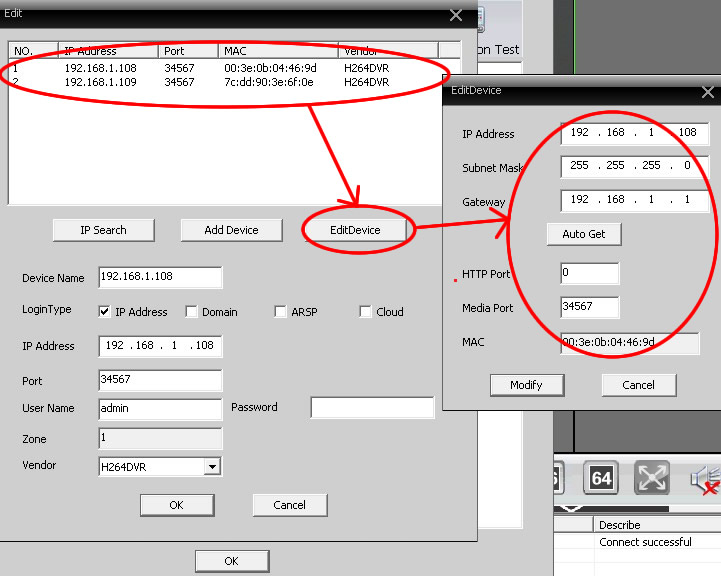 Edit
NO. IP Address Port MAC Vendor
1 192.168.1.108 34567 00:3e:0b:04:46:9d H264DVR
2 192.168.1.109 34567 7c:dd:90:3e:6f:0e H264DVR
on Test
IP Search Add Device EditDevice
Device Name 192.168.1.108
LoginType IP Address Domain ARSP Cloud
IP Address 192 .168 . 1 .108
Port 34567
User Name admin Password
Zone 1
Vendor H264DVR
OK Cancel
OK
EditDevice
IP Address 192 . 168 . 1 . 108
Subnet Mask 255 . 255 . 255 . 0
Gateway 192 . 168 . 1 . 1
Auto Get
HTTP Port 0
Media Port 34567
MAC 00:3e:0b:04:46:9d
Modify Cancel
64
Describe
Connect successful